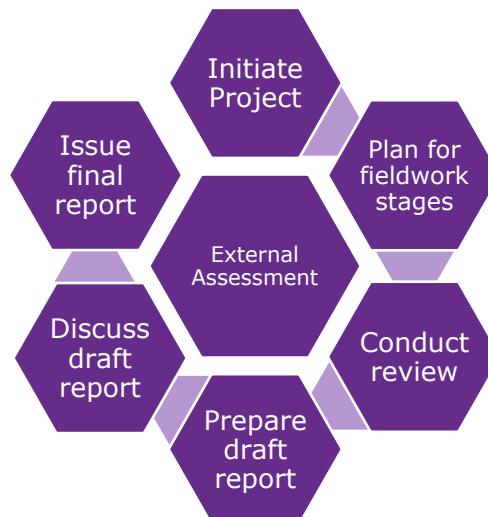 Initiate
Project
Plan for
fieldwork
stages
Conduct
review
Prepare
draft
report
Discuss
draft
report
Issue
final
report
External
Assessment